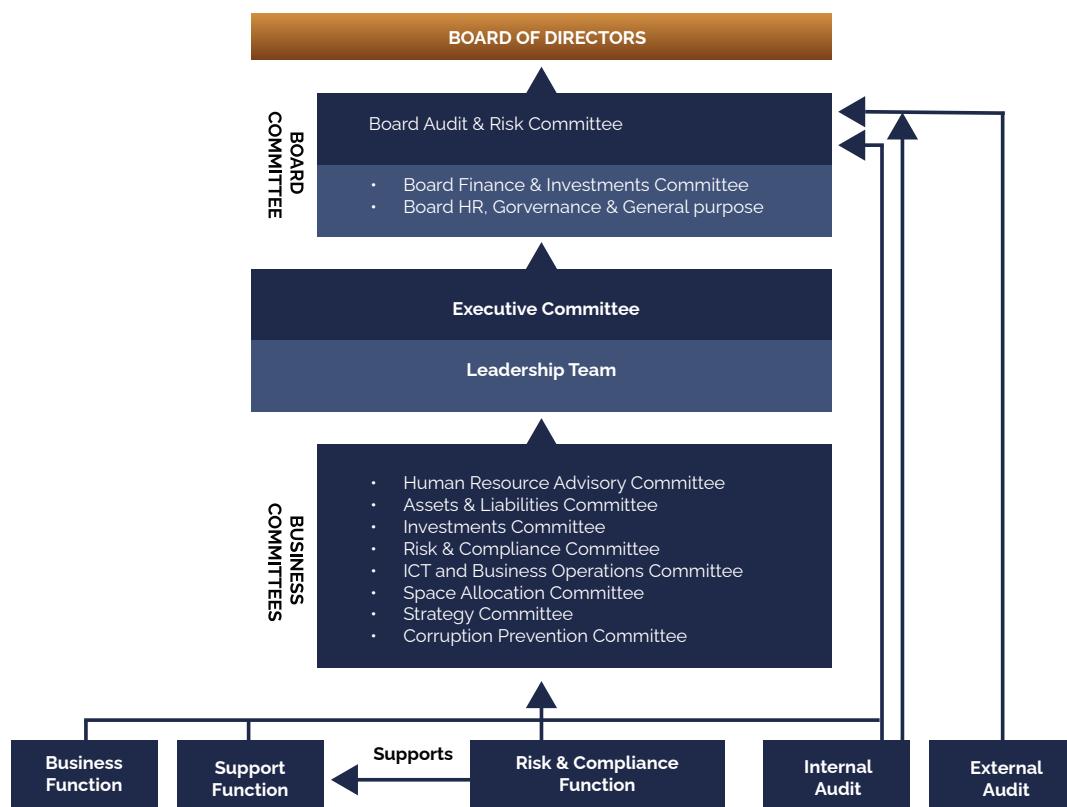 BOARD OF DIRECTORS
BOARD
COMMITTEE
Board Audit & Risk Committee
• Board Finance & Investments Committee
• Board HR, Gorvernance & General purpose
Executive Committee
Leadership Team
BUSINESS
COMMITTEES
• Human Resource Advisory Committee
• Assets & Liabilities Committee
• Investments Committee
• Risk & Compliance Committee
• ICT and Business Operations Committee
• Space Allocation Committee
• Strategy Committee
• Corruption Prevention Committee
Business
Function
Support
Function
Supports
Risk & Compliance
Function
Internal
Audit
External
Audit